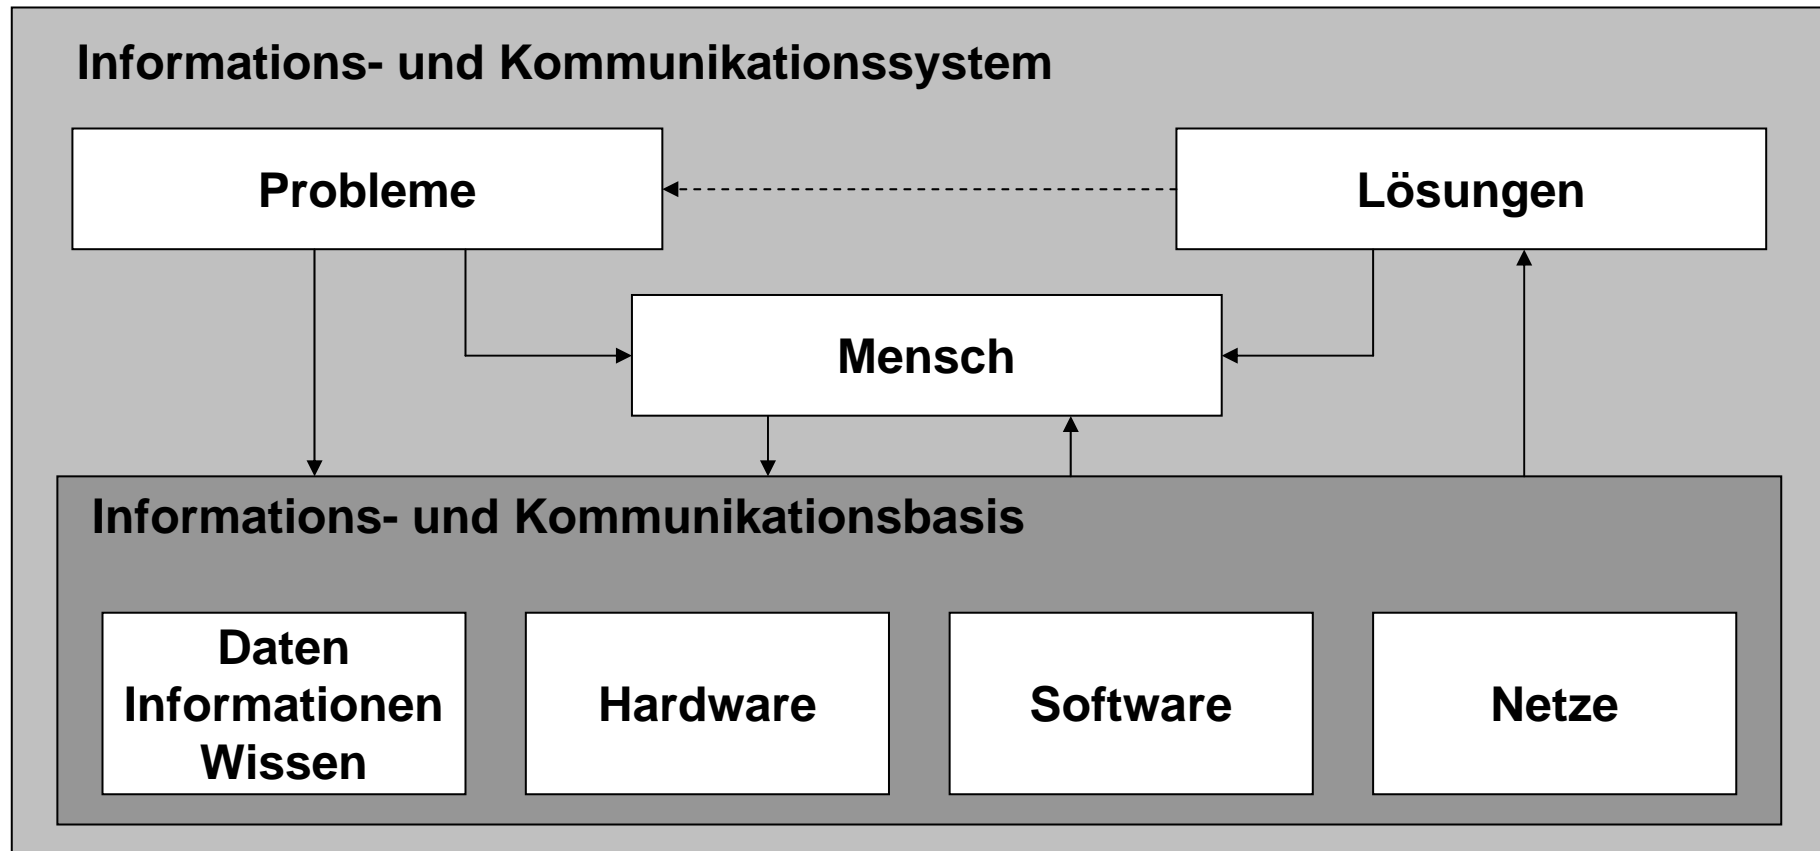 Informations- und Kommunikationssystem
Probleme
Lösungen
Mensch
Informations- und Kommunikationsbasis
Daten
Informationen
Wissen
Hardware
Software
Netze